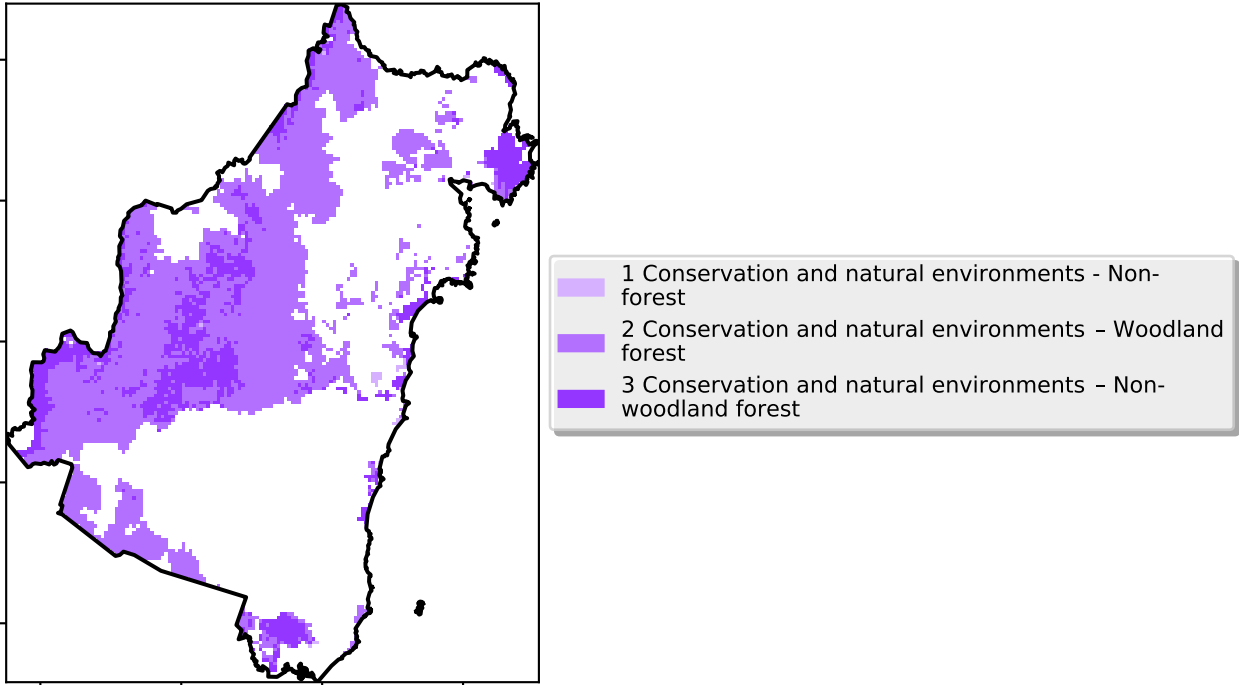 1 Conservation and natural environments - Non-
forest
2 Conservation and natural environments – Woodland
forest
3 Conservation and natural environments – Non-
woodland forest